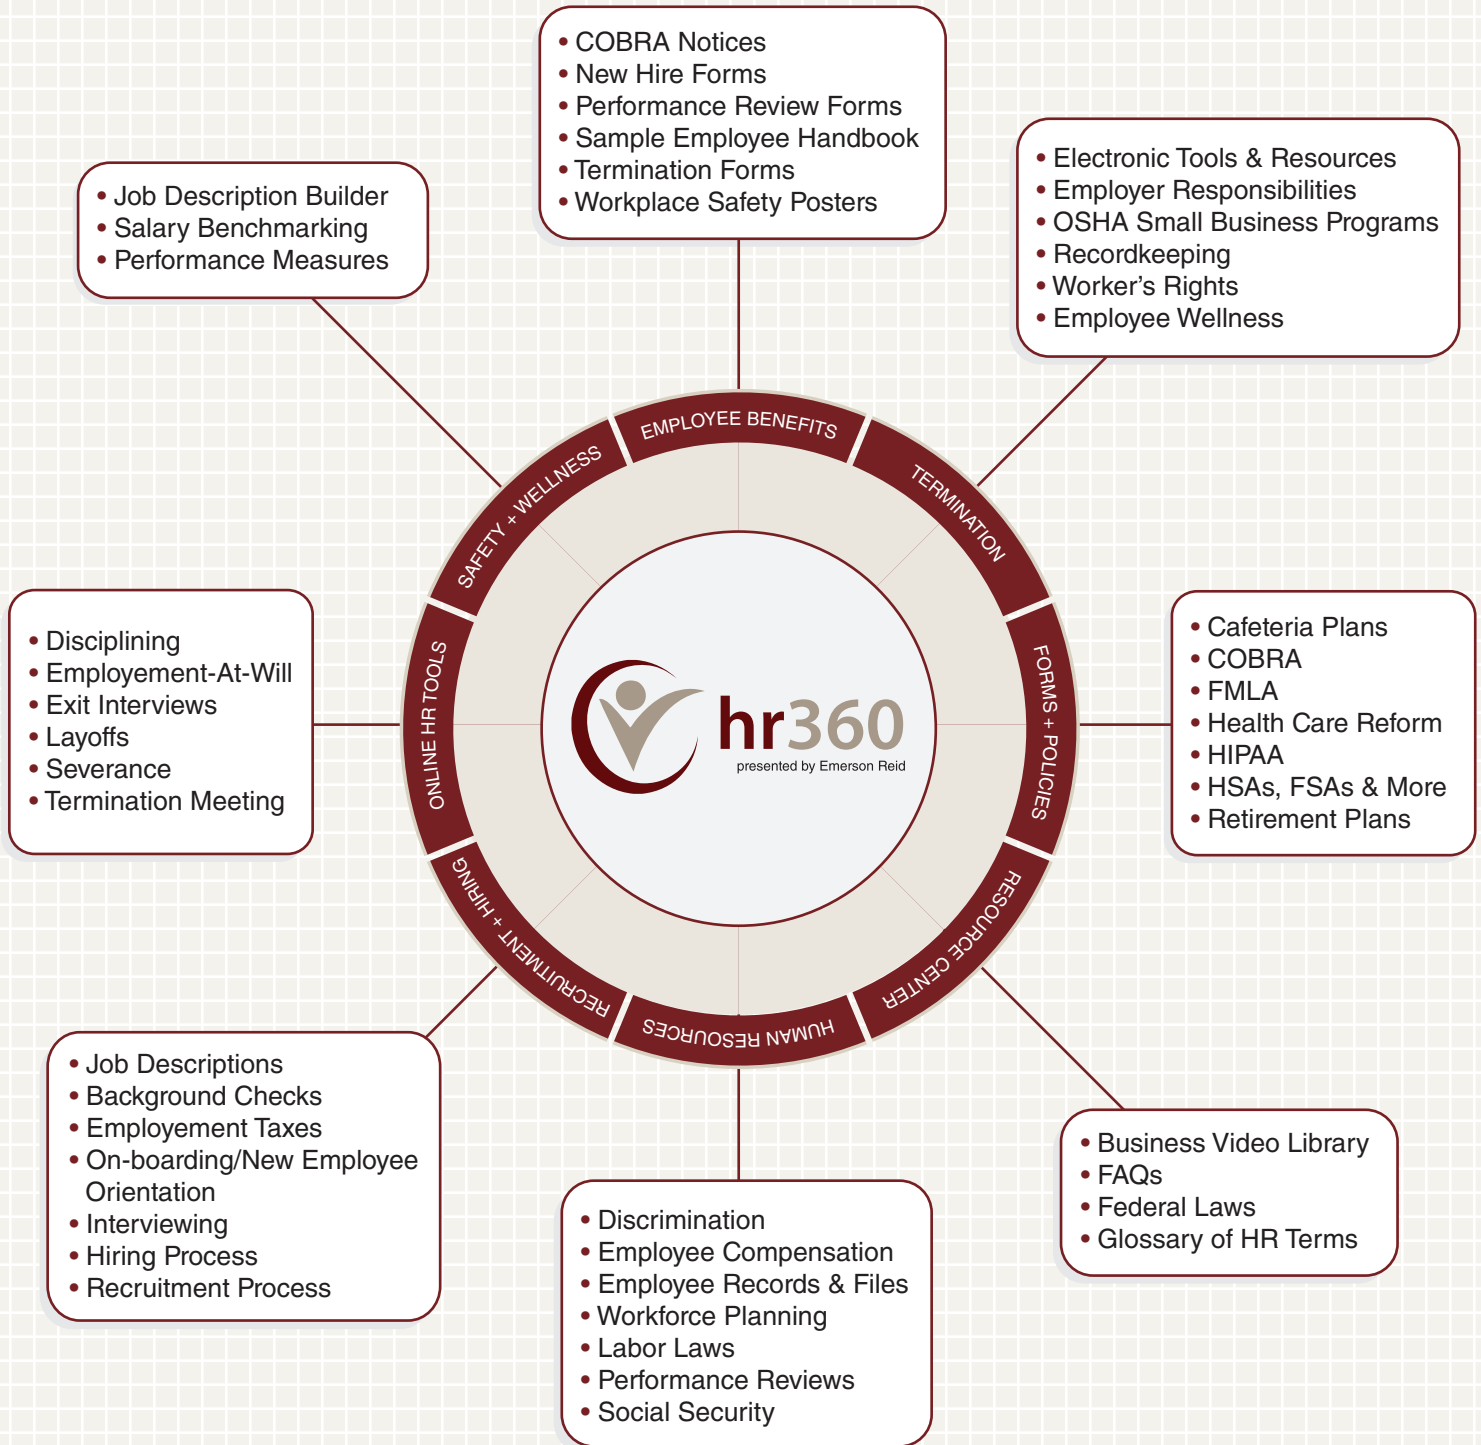 • COBRA Notices
• New Hire Forms
• Performance Review Forms
• Sample Employee Handbook
• Termination Forms
• Workplace Safety Posters
• Electronic Tools & Resources
• Employer Responsibilities
• OSHA Small Business Programs
• Recordkeeping
• Worker's Rights
• Employee Wellness
• Job Description Builder
• Salary Benchmarking
• Performance Measures
EMPLOYEE BENEFITS
TERMINATION
FORMS + POLICIES
RESOURCE CENTER
HUMAN RESOURCES
RECRUITMENT + HIRING
ONLINE HR TOOLS
SAFETY + WELLNESS
hr360
presented by Emerson Reid
• Disciplining
• Employement-At-Will
• Exit Interviews
• Layoffs
• Severance
• Termination Meeting
• Cafeteria Plans
• COBRA
• FMLA
• Health Care Reform
• HIPAA
• HSAs, FSAs & More
• Retirement Plans
• Job Descriptions
• Background Checks
• Employement Taxes
• On-boarding/New Employee
Orientation
• Interviewing
• Hiring Process
• Recruitment Process
• Discrimination
• Employee Compensation
• Employee Records & Files
• Workforce Planning
• Labor Laws
• Performance Reviews
• Social Security
• Business Video Library
• FAQs
• Federal Laws
• Glossary of HR Terms